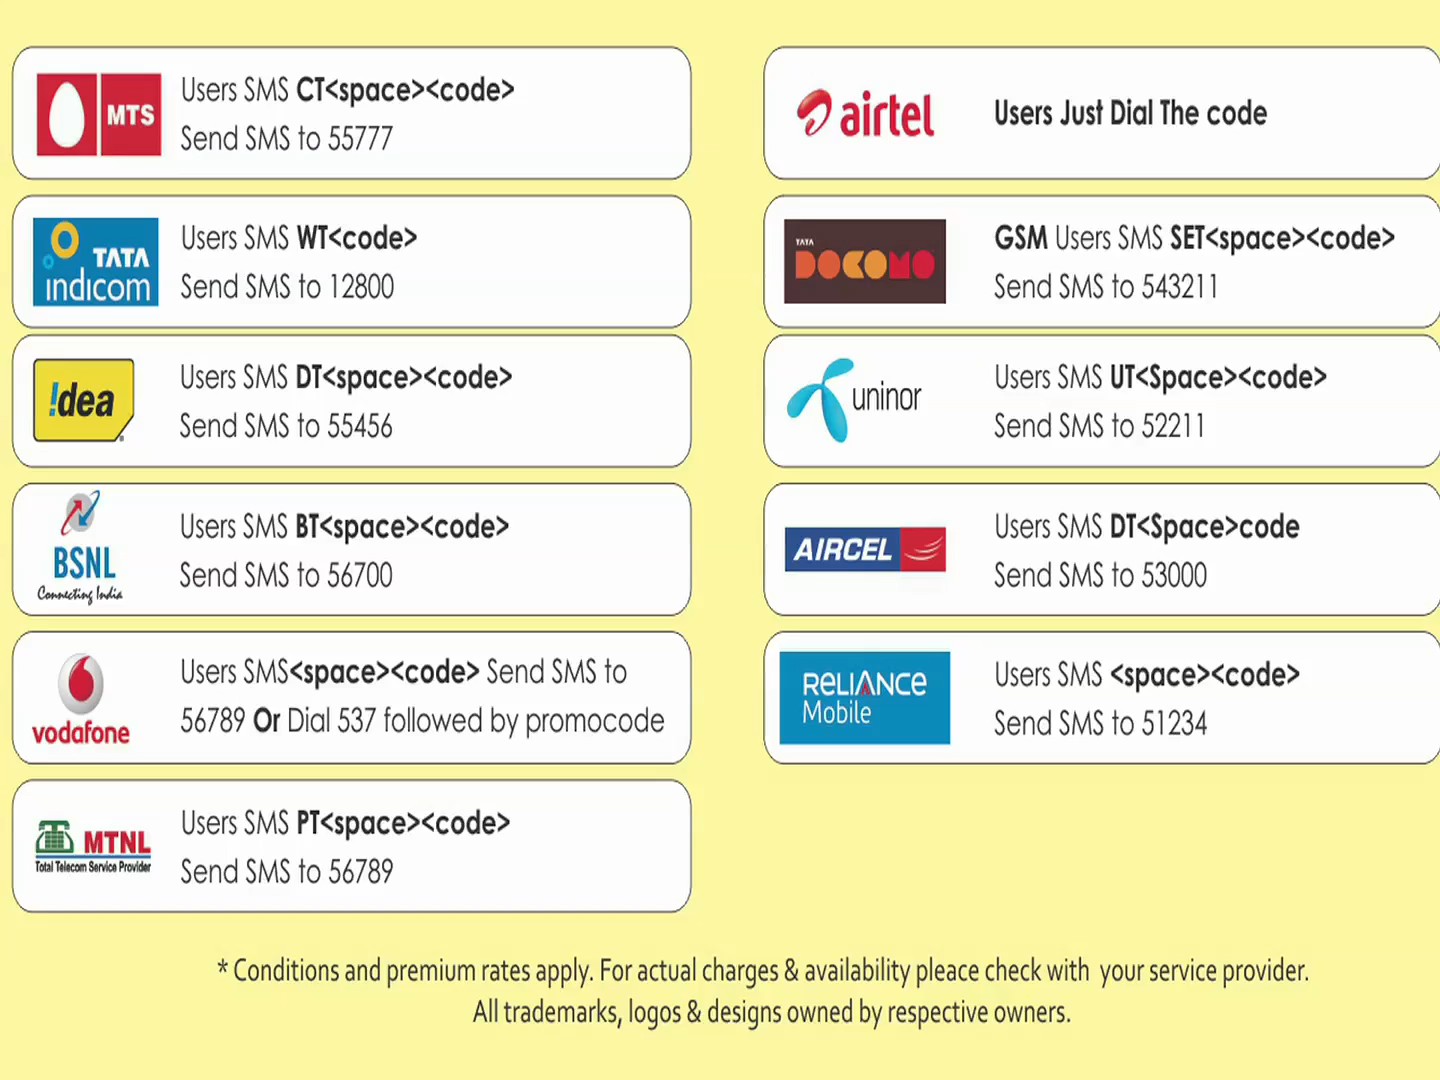 MTS
Users SMS CT<space><code>
Send SMS to 55777
airtel
Users Just Dial The code
TATA
indicom
Users SMS WT<code>
Send SMS to 12800
TATA
DOCOMO
GSM Users SMS SET<space><code>
Send SMS to 543211
!dea
Users SMS DT<space><code>
Send SMS to 55456
uninor
Users SMS UT<Space><code>
Send SMS to 52211
BSNL
Connecting India
Users SMS BT<space><code>
Send SMS to 56700
AIRCEL
Users SMS DT<Space>code
Send SMS to 53000
vodafone
Users SMS<space><code> Send SMS to
56789 Or Dial 537 followed by promocode
RELIANCe
Mobile
Users SMS <space><code>
Send SMS to 51234
MTNL
Total Telecom Service Provider
Users SMS PT<space><code>
Send SMS to 56789
* Conditions and premium rates apply. For actual charges & availability pleace check with your service provider.
All trademarks, logos & designs owned by respective owners.